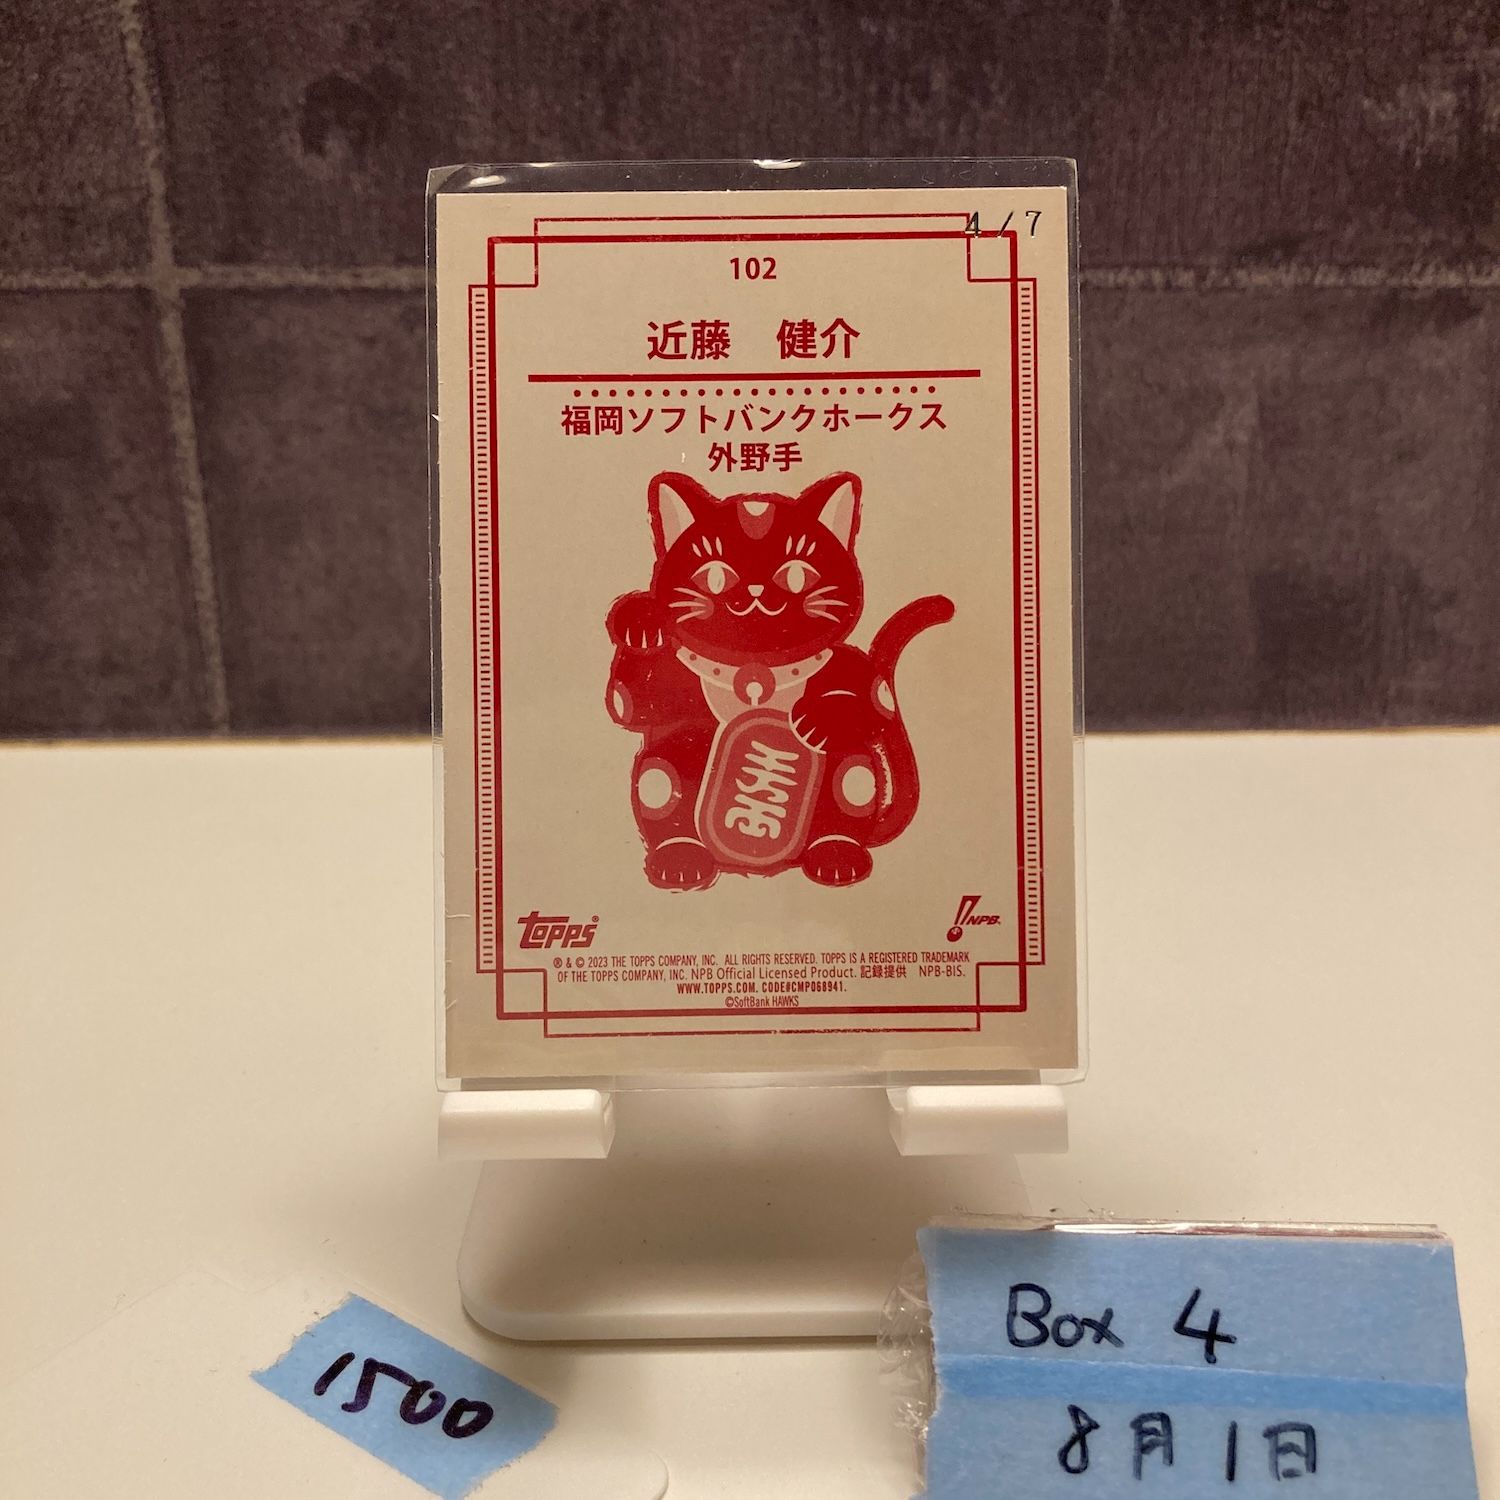 4/7
102
近藤 健介
福岡ソフトバンクホークス
外野手
topps®
NPB
® & © 2023 THE TOPPS COMPANY, INC. ALL RIGHTS RESERVED. TOPPS IS A REGISTERED TRADEMARK
OF THE TOPPS COMPANY, INC. NPB Official Licensed Product. 記録提供 NPB-BIS.
WWW.TOPPS.COM. CODE#CMP068941.
©SoftBank HAWKS
1500
Box 4
8月1日